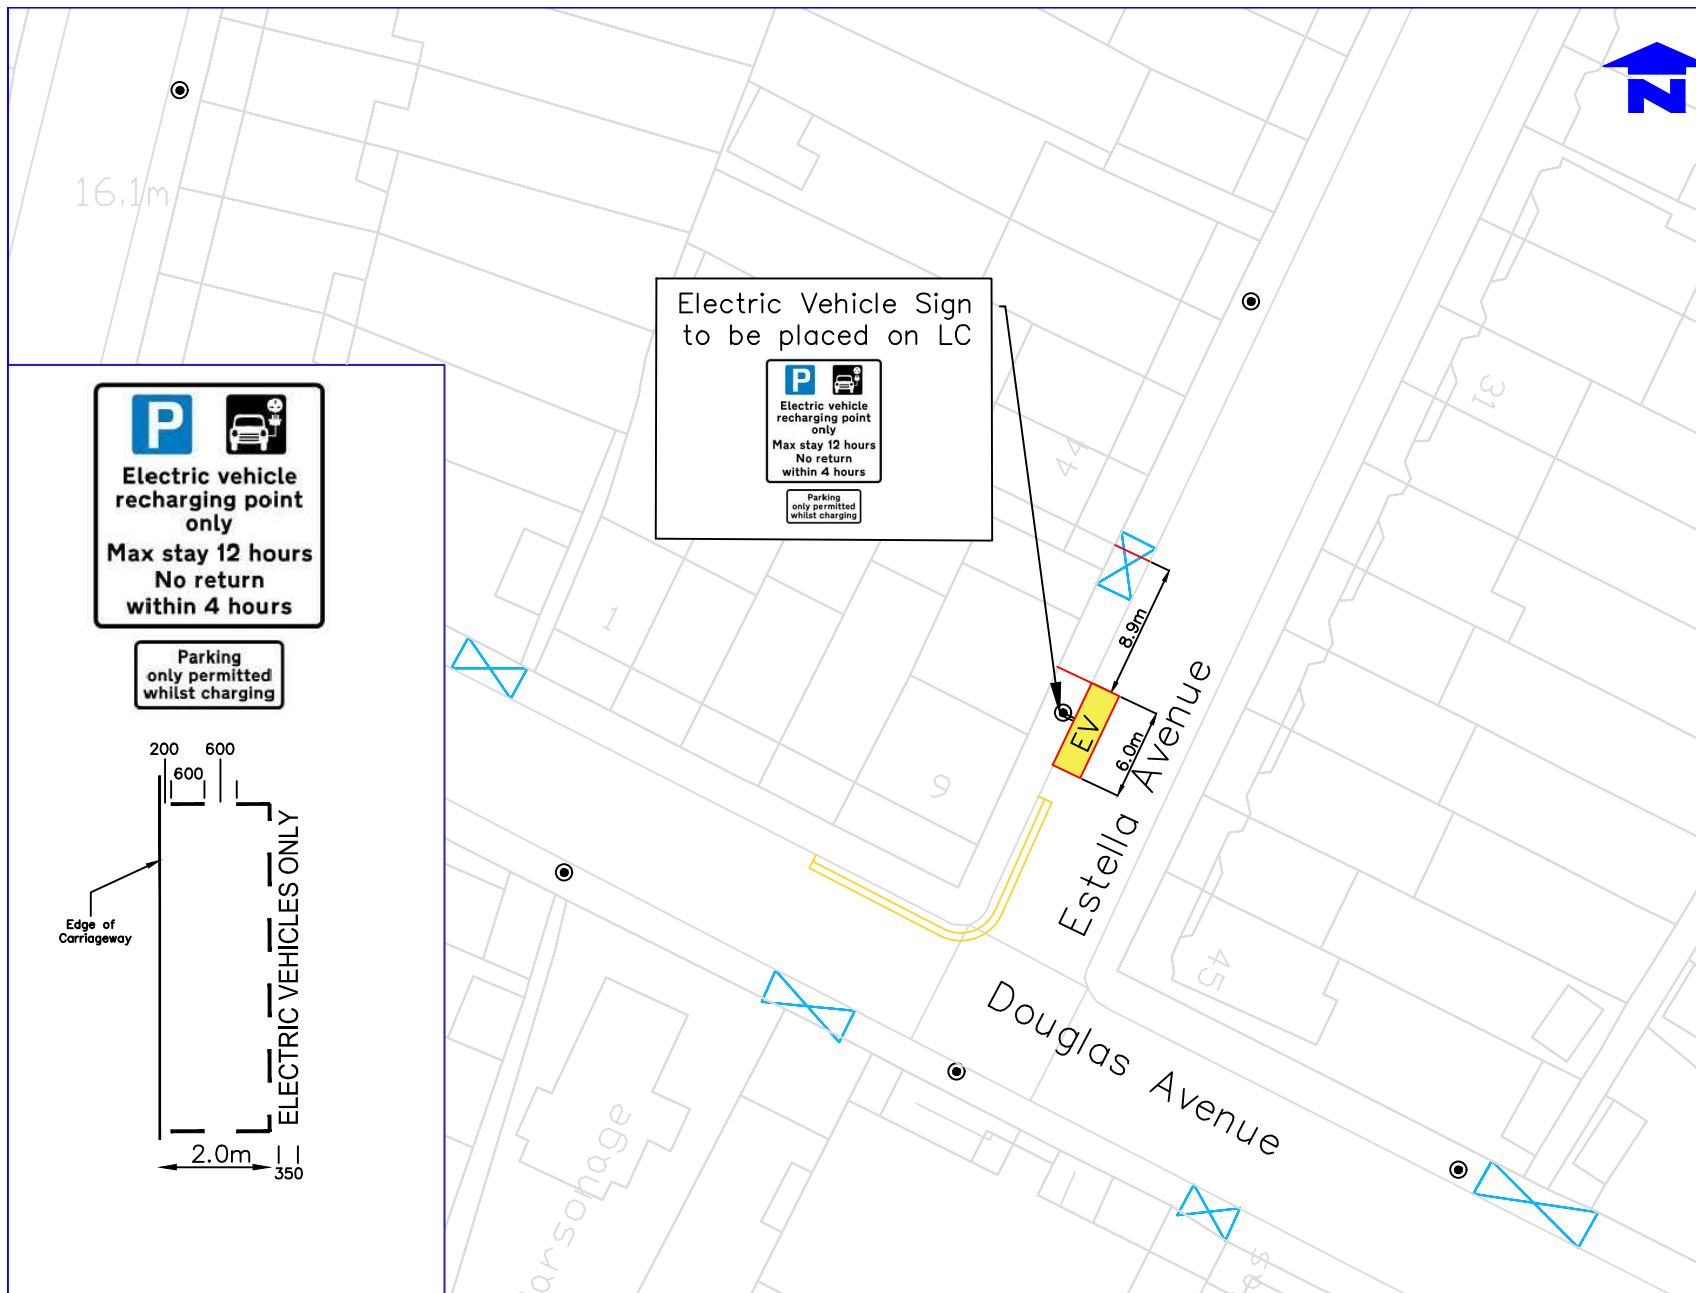 N
16.1m
Electric Vehicle Sign
to be placed on LC
P
Electric vehicle
recharging point
only
Max stay 12 hours
No return
within 4 hours
Parking
only permitted
whilst charging
P
Electric vehicle
recharging point
only
Max stay 12 hours
No return
within 4 hours
Parking
only permitted
whilst charging
200
600
600
ELECTRIC VEHICLES ONLY
Edge of
Carriageway
2.0m
350
31
44
1
9
8.9m
EV
6.0m
Estella Avenue
45
Douglas Avenue
arsonage